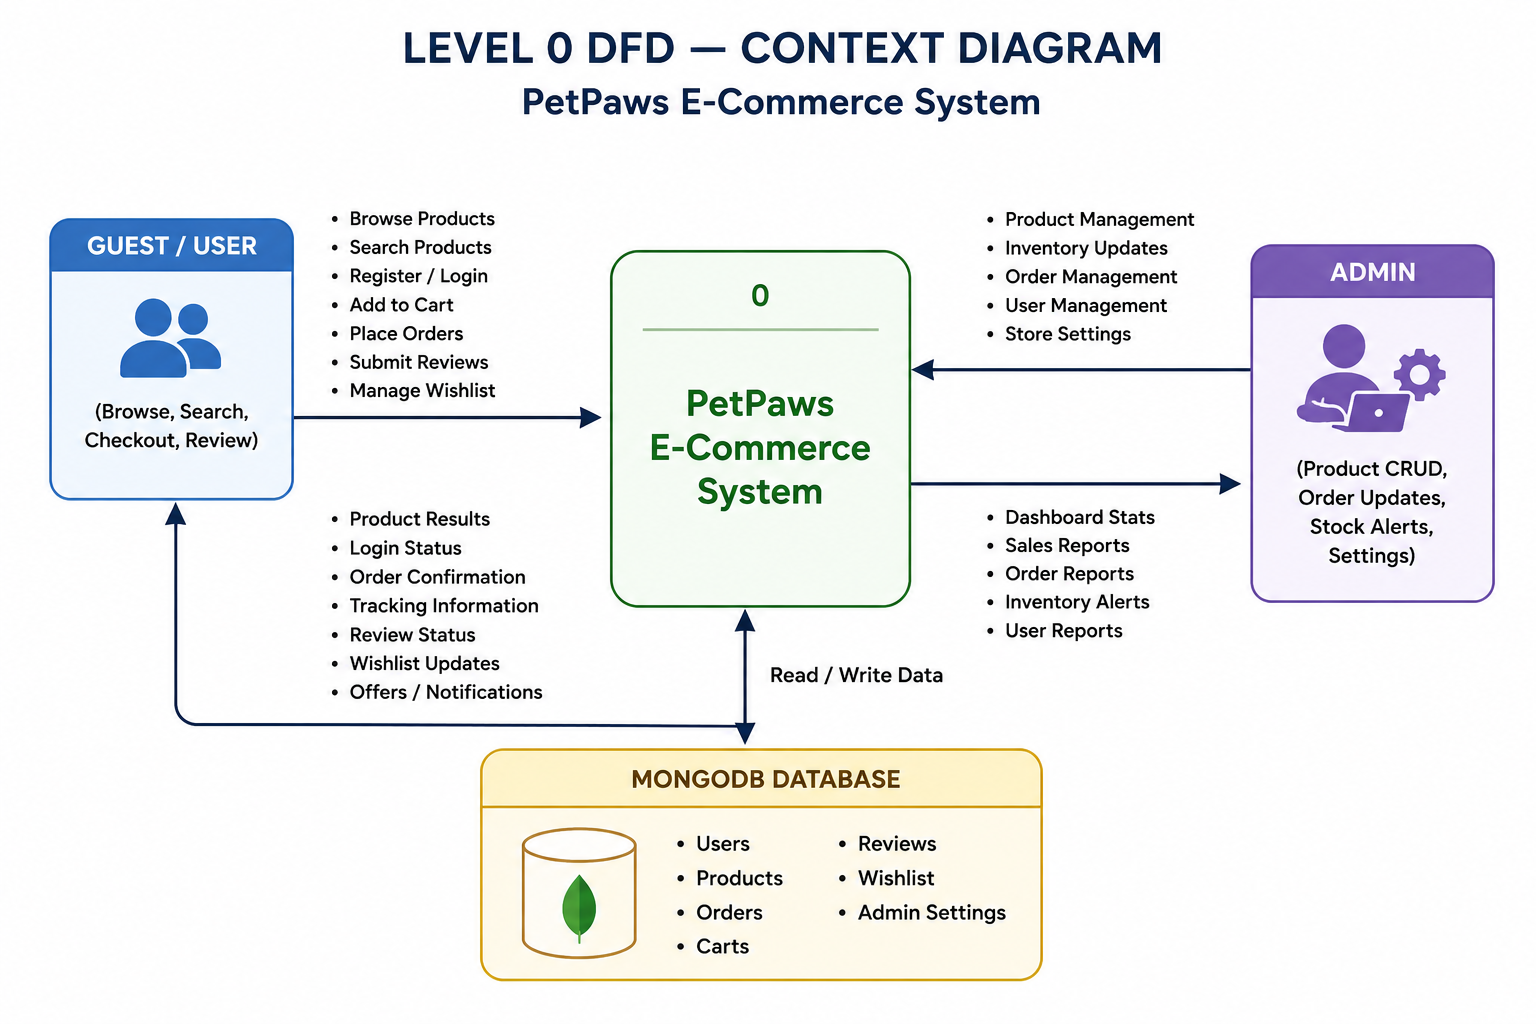 LEVEL 0 DFD — CONTEXT DIAGRAM
PetPaws E-Commerce System
GUEST / USER
(Browse, Search,
Checkout, Review)
• Browse Products
• Search Products
• Register / Login
• Add to Cart
• Place Orders
• Submit Reviews
• Manage Wishlist
• Product Results
• Login Status
• Order Confirmation
• Tracking Information
• Review Status
• Wishlist Updates
• Offers / Notifications
0
PetPaws
E-Commerce
System
• Product Management
• Inventory Updates
• Order Management
• User Management
• Store Settings
• Dashboard Stats
• Sales Reports
• Order Reports
• Inventory Alerts
• User Reports
ADMIN
(Product CRUD,
Order Updates,
Stock Alerts,
Settings)
Read / Write Data
MONGODB DATABASE
• Users
• Products
• Orders
• Carts
• Reviews
• Wishlist
• Admin Settings